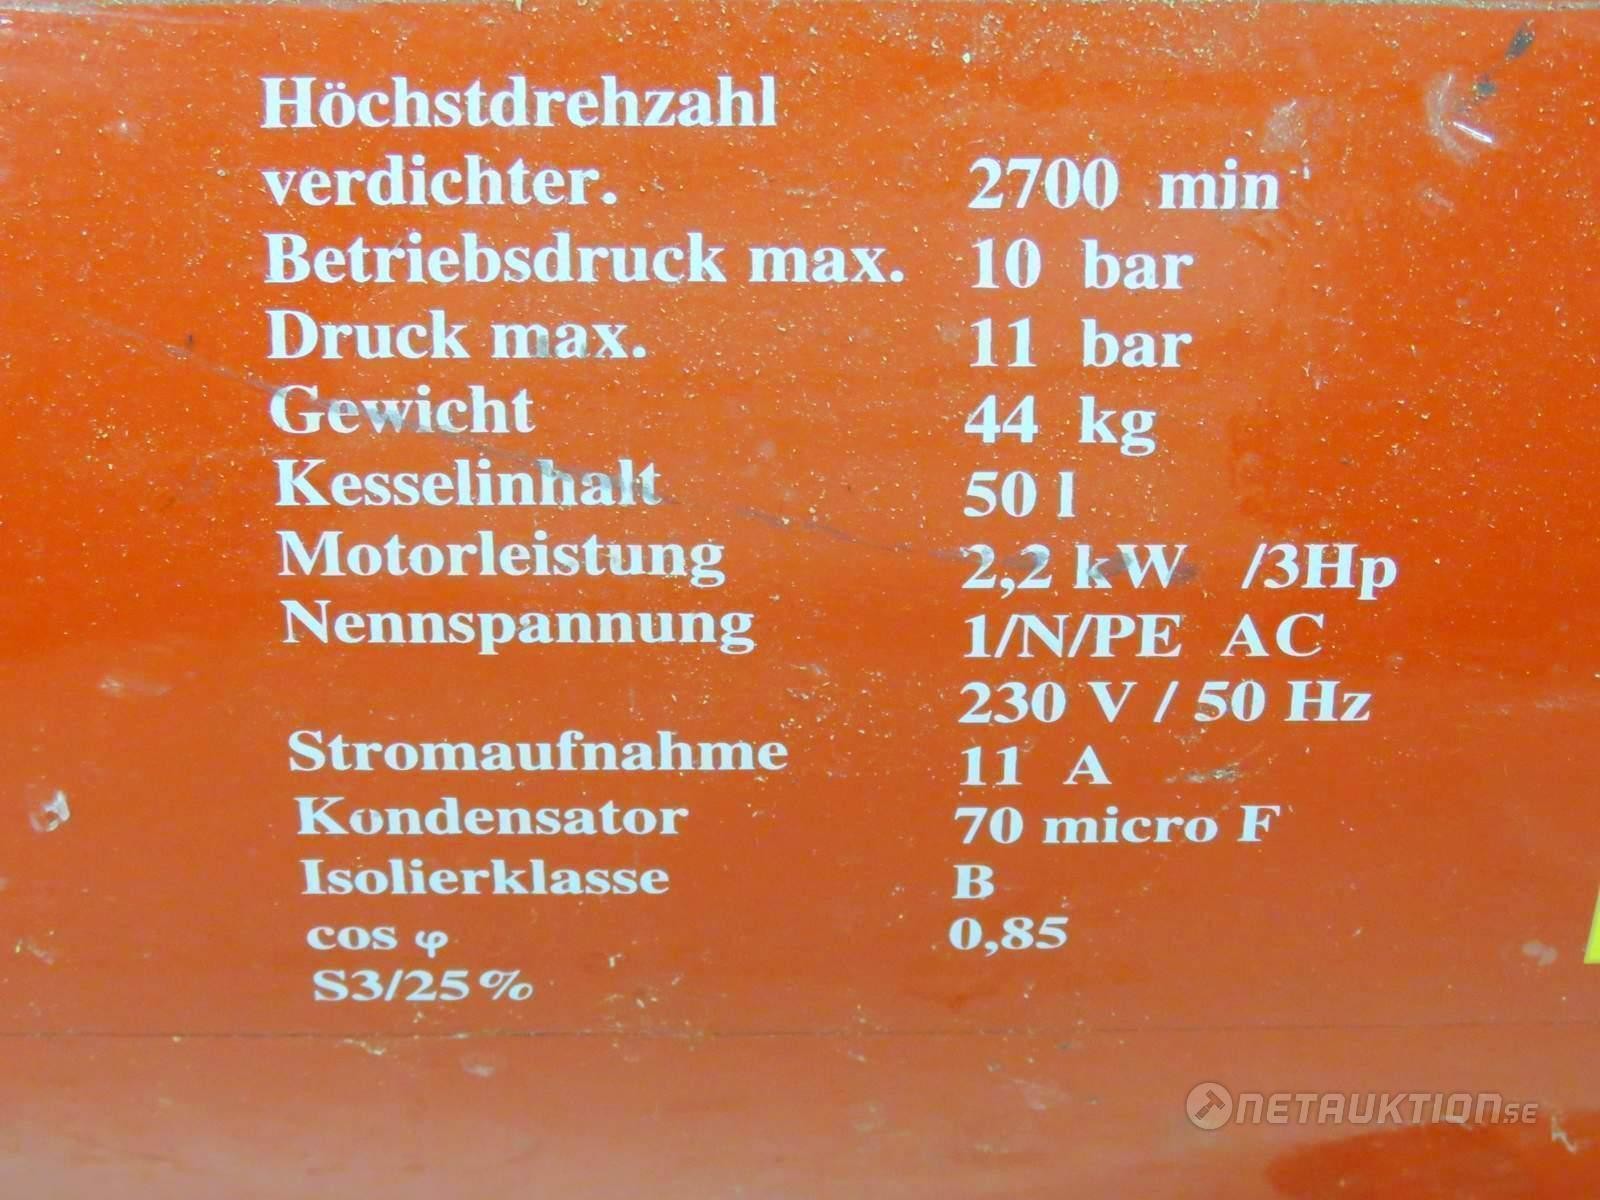 Höchstdrehzahl
verdichter. 2700 min⁻¹
Betriebsdruck max. 10 bar
Druck max. 11 bar
Gewicht 44 kg
Kesselinhalt 50 l
Motorleistung 2,2 kW /3Hp
Nennspannung 1/N/PE AC
230 V / 50 Hz
Stromaufnahme 11 A
Kondensator 70 micro F
Isolierklasse B
cos φ 0,85
S3/25%
NETAUKTION.SE